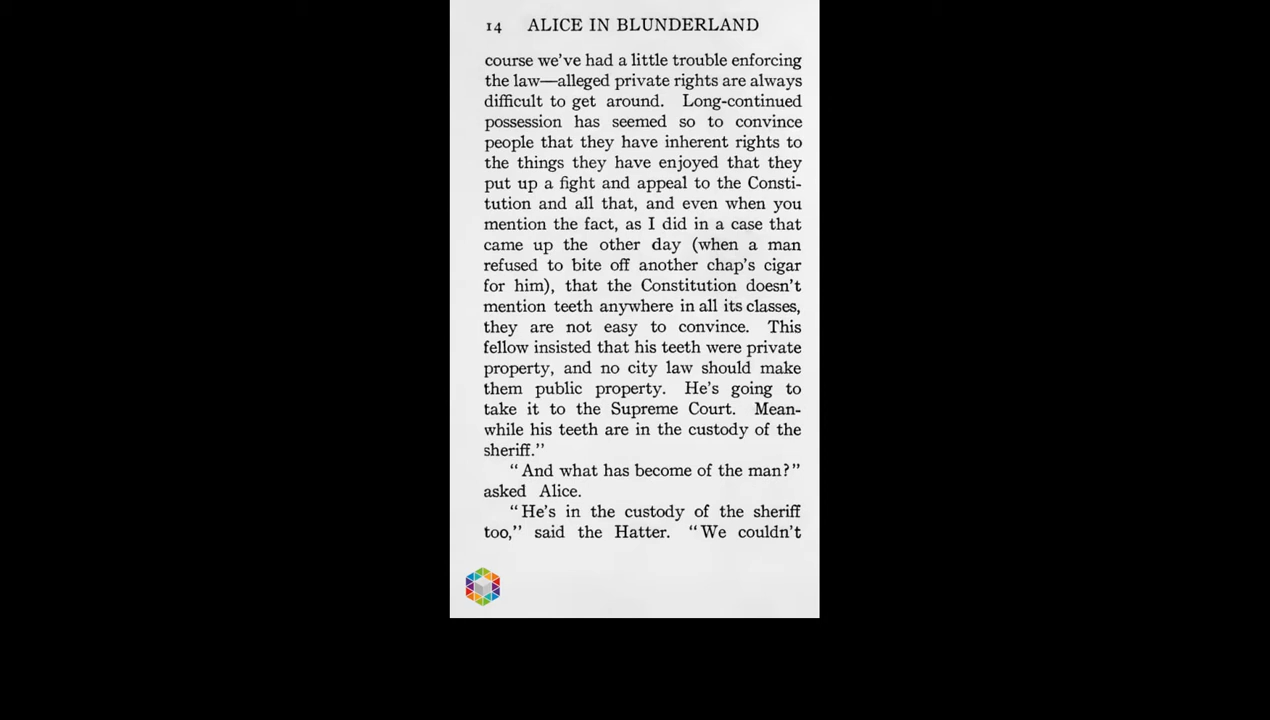 14 ALICE IN BLUNDERLAND
course we've had a little trouble enforcing
the law—alleged private rights are always
difficult to get around. Long-continued
possession has seemed so to convince
people that they have inherent rights to
the things they have enjoyed that they
put up a fight and appeal to the Consti-
tution and all that, and even when you
mention the fact, as I did in a case that
came up the other day (when a man
refused to bite off another chap's cigar
for him), that the Constitution doesn't
mention teeth anywhere in all its classes,
they are not easy to convince. This
fellow insisted that his teeth were private
property, and no city law should make
them public property. He's going to
take it to the Supreme Court. Mean-
while his teeth are in the custody of the
sheriff."
"And what has become of the man?"
asked Alice.
"He's in the custody of the sheriff
too," said the Hatter. "We couldn't